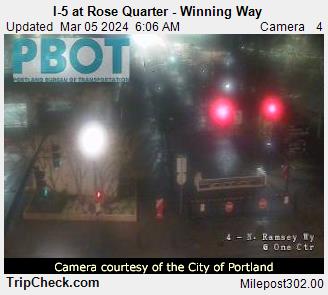 I-5 at Rose Quarter - Winning Way
Updated Mar 05 2024 6:06 AM Camera 4
PBOT
PORTLAND BUREAU OF TRANSPORTATION
4 - N. Ramsey Wy
@ One Ctr
Camera courtesy of the City of Portland
TripCheck.com Milepost302.00